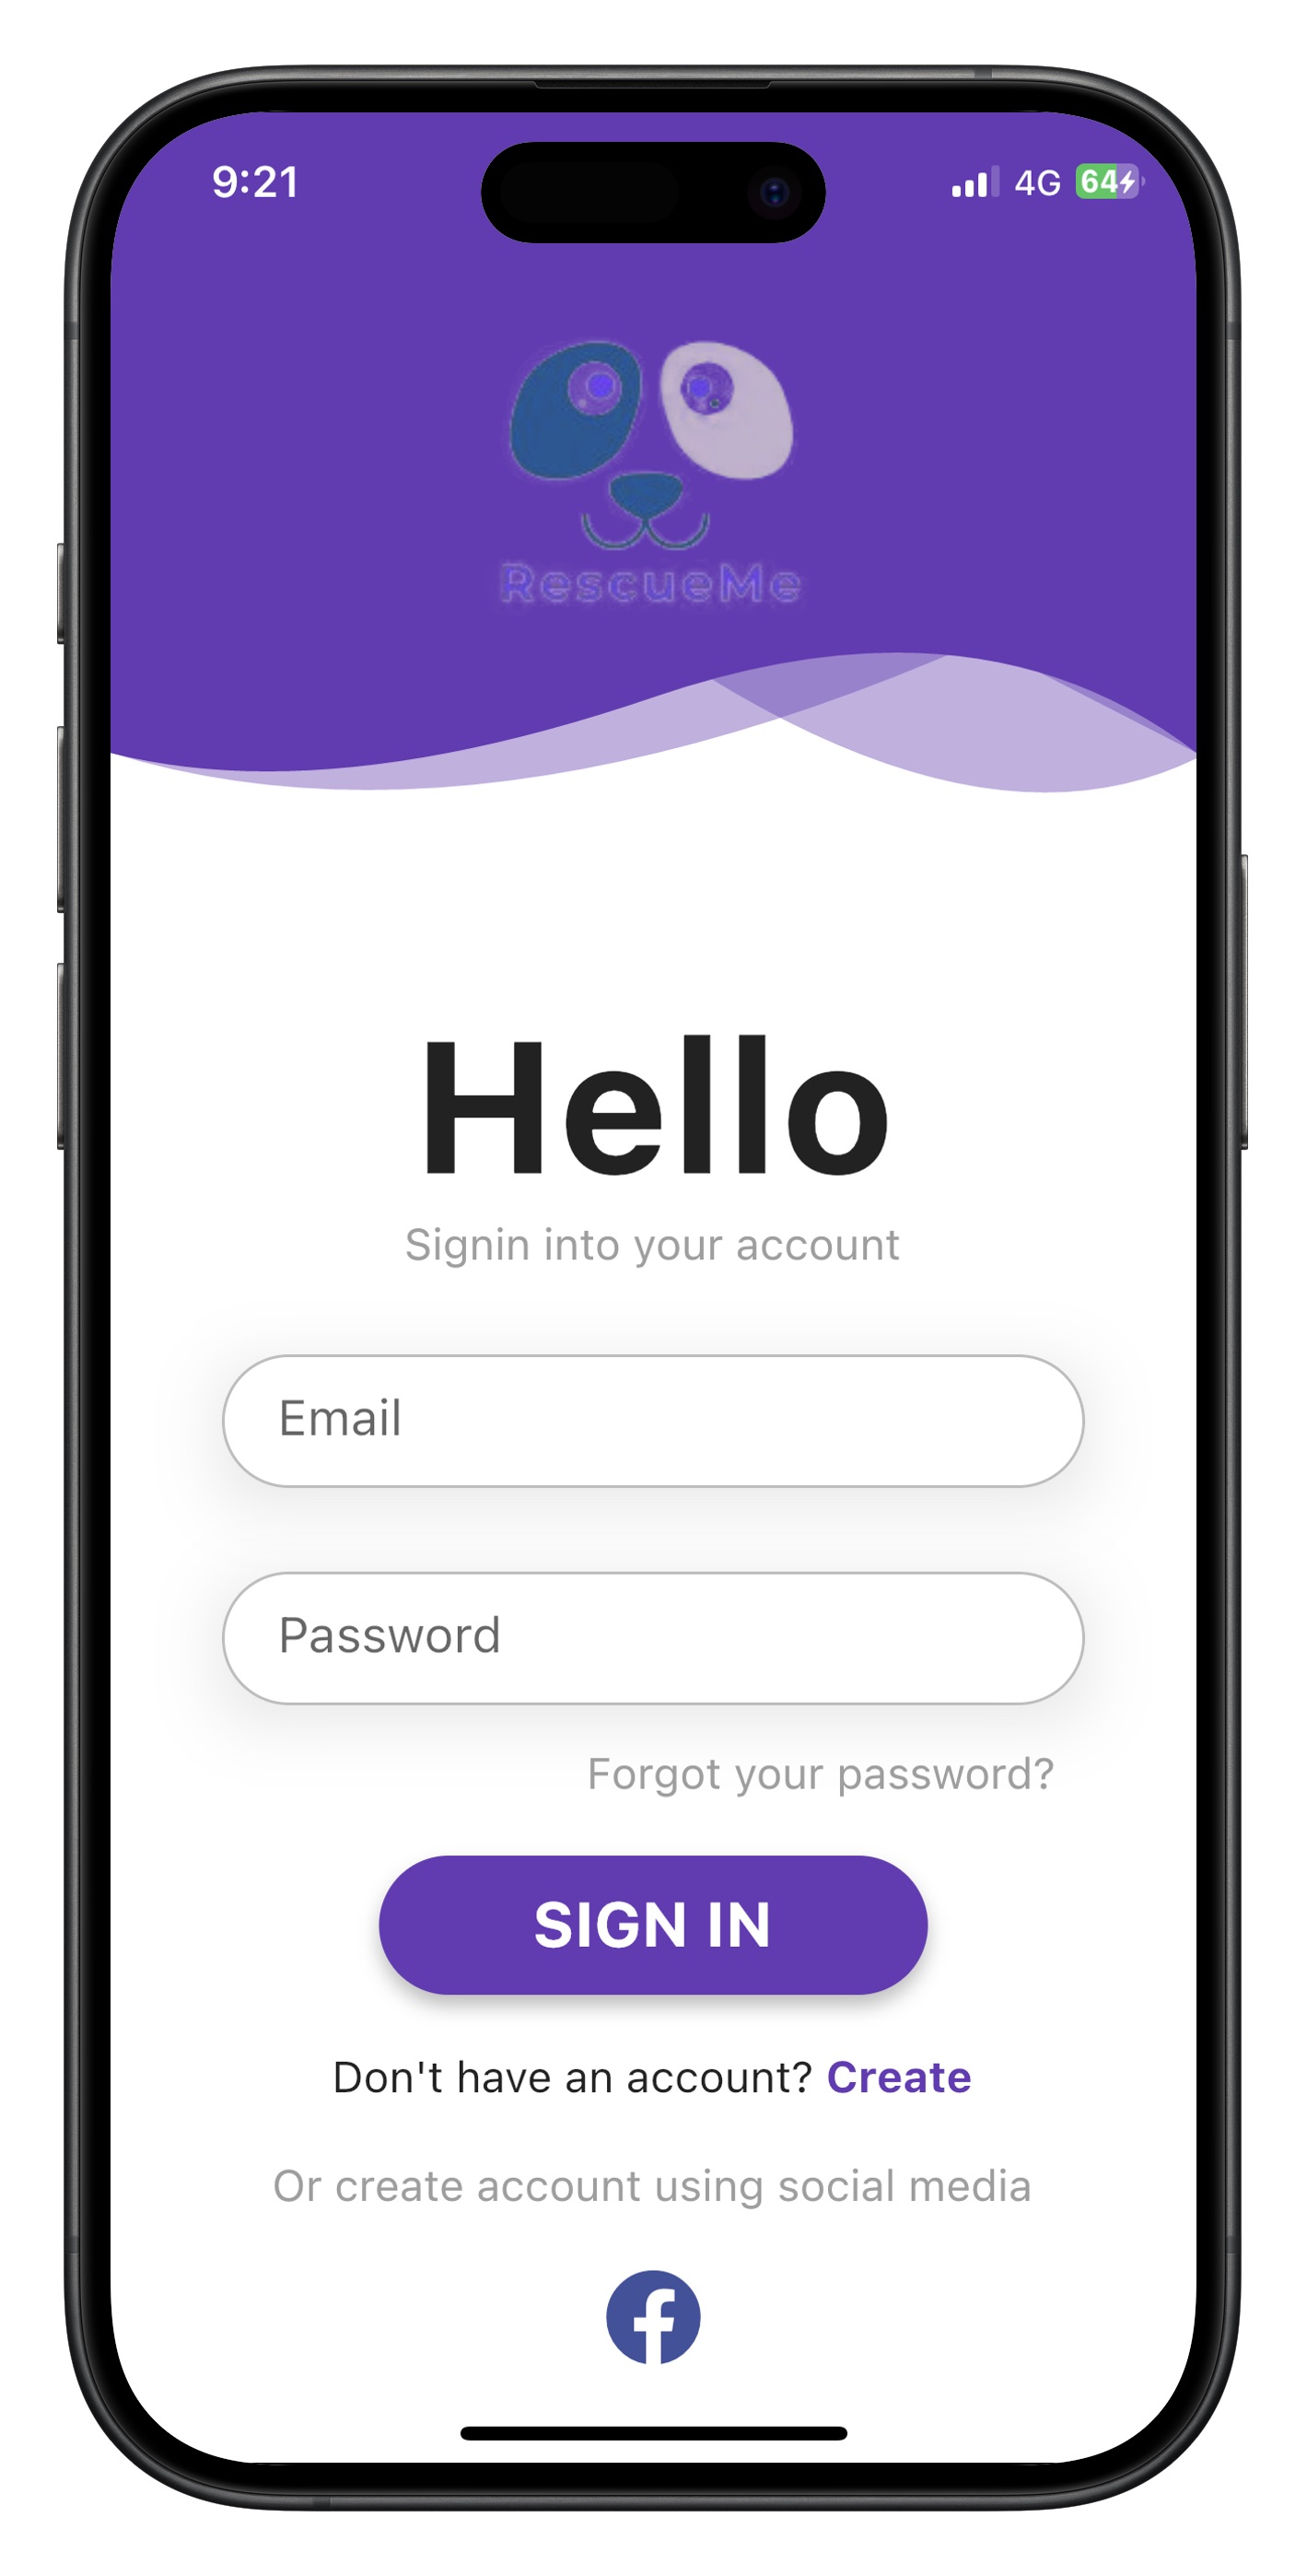 9:21 4G 64
RescueMe
Hello
Signin into your account
Email
Password
Forgot your password?
SIGN IN
Don't have an account? Create
Or create account using social media